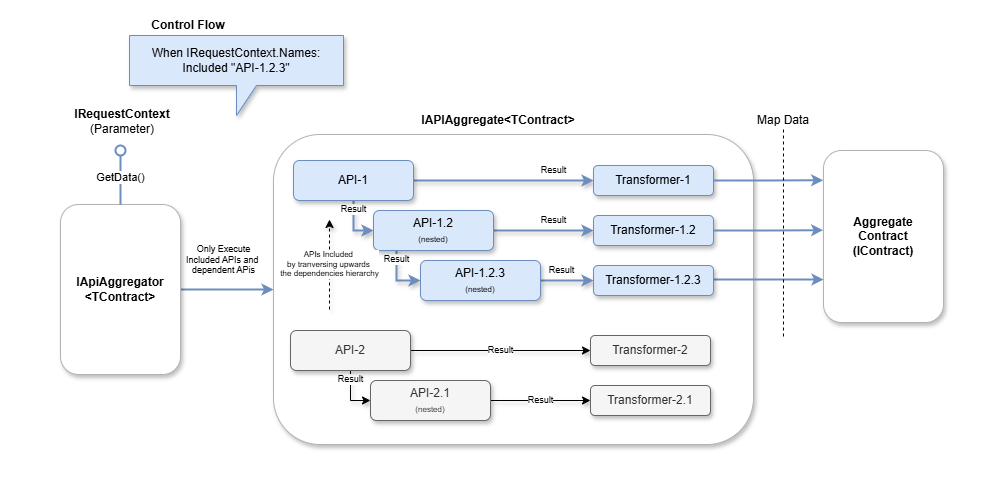 Control Flow
When IRequestContext.Names:
Included "API-1.2.3"
IRequestContext
(Parameter)
GetData()
IApiAggregator
<TContract>
Only Execute
Included APIs and
dependent APIs
IAPIAggregate<TContract>
API-1
Result
Transformer-1
Result
API-1.2
(nested)
Result
Transformer-1.2
Result
API-1.2.3
(nested)
Result
Transformer-1.2.3
APIs Included
by tranversing upwards
the dependencies hierarchy
API-2
Result
Transformer-2
Result
API-2.1
(nested)
Result
Transformer-2.1
Map Data
Aggregate
Contract
(IContract)